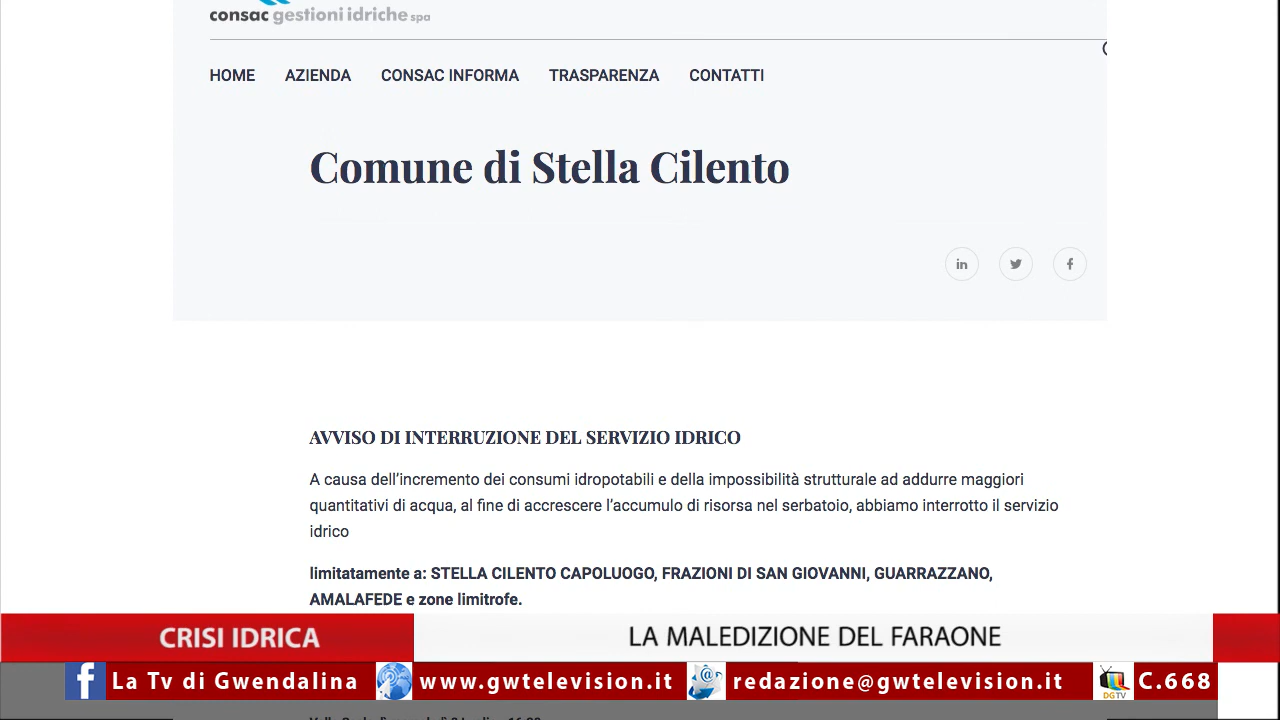 consac gestioni idriche spa
HOME AZIENDA CONSAC INFORMA TRASPARENZA CONTATTI
Comune di Stella Cilento
in f
AVVISO DI INTERRUZIONE DEL SERVIZIO IDRICO
A causa dell’incremento dei consumi idropotabili e della impossibilità strutturale ad addurre maggiori
quantitativi di acqua, al fine di accrescere l’accumulo di risorsa nel serbatoio, abbiamo interrotto il servizio
idrico
limitatamente a: STELLA CILENTO CAPOLUOGO, FRAZIONI DI SAN GIOVANNI, GUARRAZZANO,
AMALAFEDE e zone limitrofe.
CRISI IDRICA LA MALEDIZIONE DEL FARAONE
f La Tv di Gwendalina www.gwtelevision.it redazione@gwtelevision.it DGTV C.668